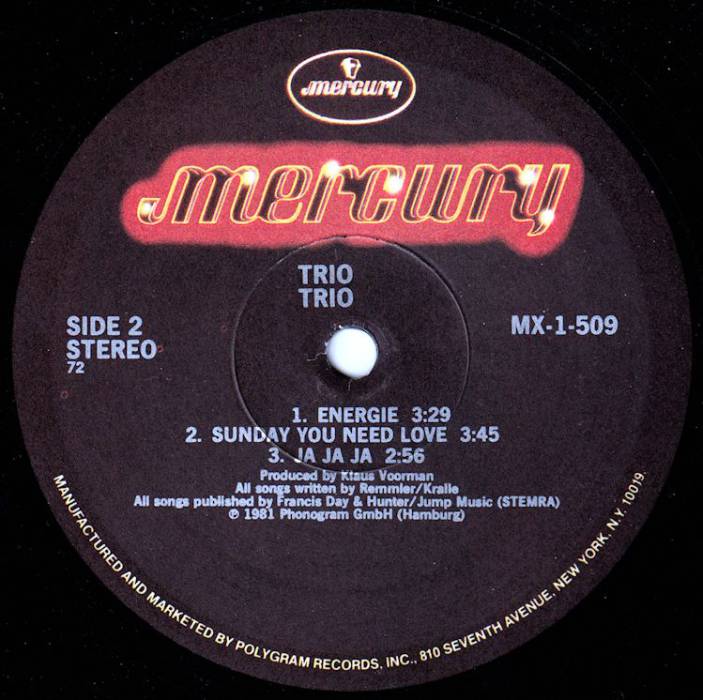 mercury
mercury
TRIO
TRIO
SIDE 2
STEREO
72
MX-1-509
1. ENERGIE 3:29
2. SUNDAY YOU NEED LOVE 3:45
3. JA JA JA 2:56
Produced by Klaus Voorman
All songs written by Remmler/Kralle
All songs published by Francis Day & Hunter/Jump Music (STEMRA)
℗ 1981 Phonogram GmbH (Hamburg)
MANUFACTURED AND MARKETED BY POLYGRAM RECORDS, INC., 810 SEVENTH AVENUE, NEW YORK, N.Y. 10019.